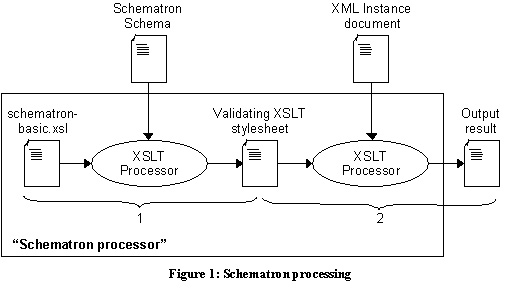 Schematron
Schema
XML Instance
document
schematron-
basic.xsl
Validating XSLT
stylesheet
Output
result
XSLT
Processor
XSLT
Processor
1
2
“Schematron processor”
Figure 1: Schematron processing